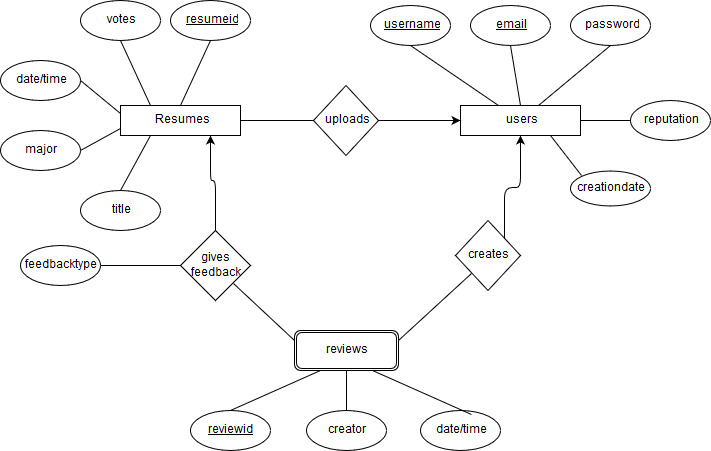 votes
resumeid
username
email
password
date/time
Resumes
uploads
users
reputation
major
creationdate
title
gives
feedback
creates
feedbacktype
reviews
reviewid
creator
date/time